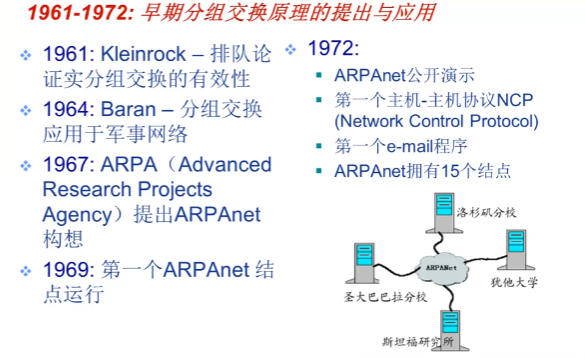 1961-1972: 早期分组交换原理的提出与应用
1961: Kleinrock – 排队论
证实分组交换的有效性
1964: Baran – 分组交换
应用于军事网络
1967: ARPA（Advanced
Research Projects
Agency）提出ARPAnet
构想
1969: 第一个ARPAnet 结
点运行
1972:
ARPAnet公开演示
第一个主机-主机协议NCP
(Network Control Protocol)
第一个e-mail程序
ARPAnet拥有15个结点
洛杉矶分校
ARPANet
犹他大学
圣大巴巴拉分校
斯坦福研究所